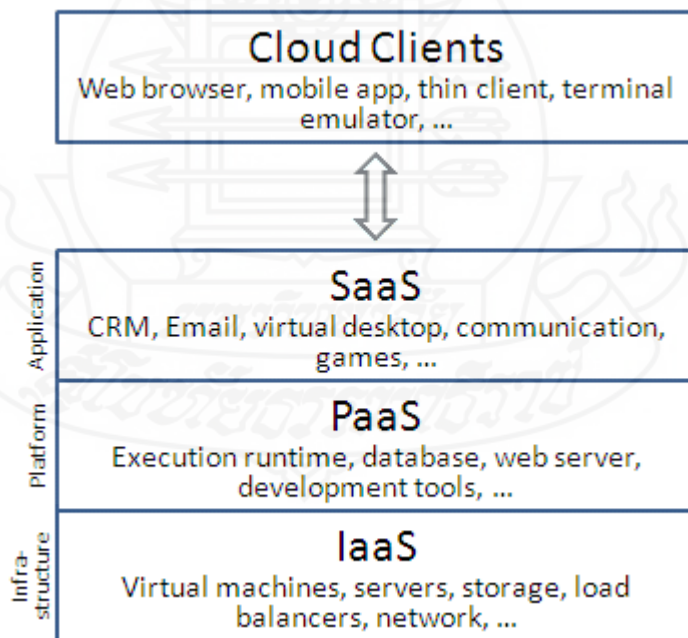 Cloud Clients
Web browser, mobile app, thin client, terminal
emulator, ...
Application
SaaS
CRM, Email, virtual desktop, communication,
games, ...
Platform
PaaS
Execution runtime, database, web server,
development tools, ...
Infra-
structure
IaaS
Virtual machines, servers, storage, load
balancers, network, ...